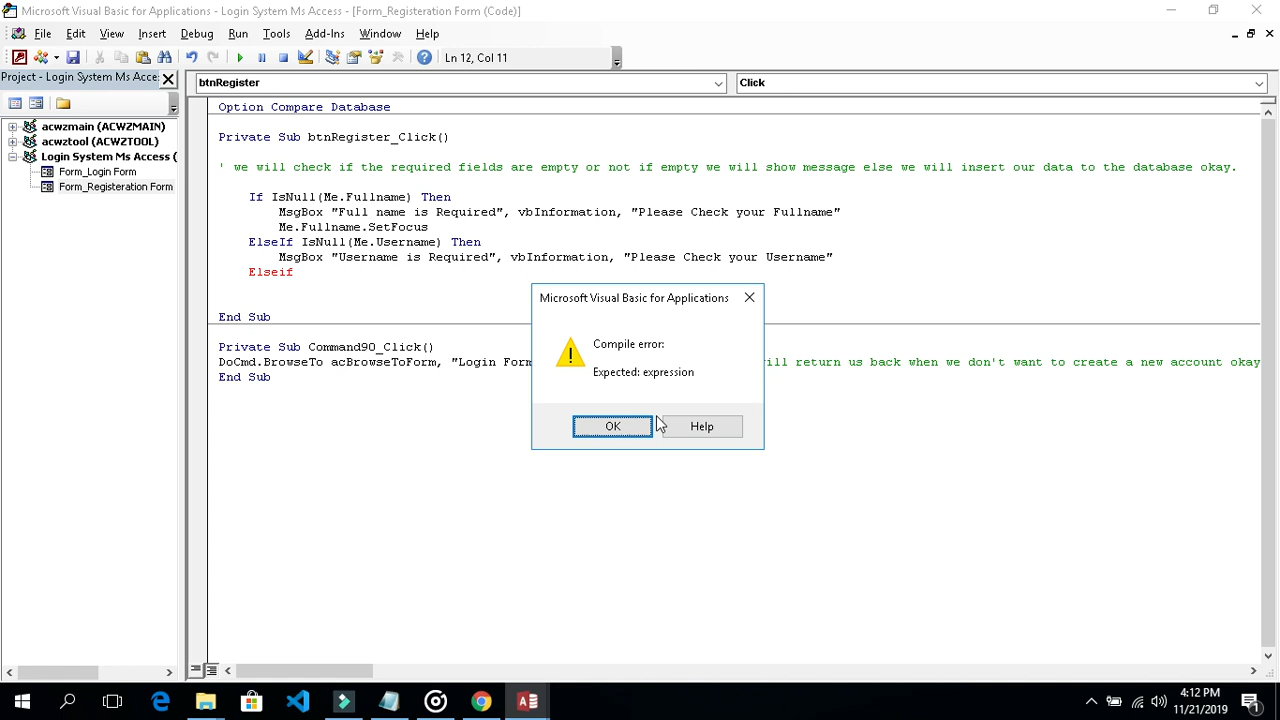 Microsoft Visual Basic for Applications - Login System Ms Access - [Form_Registeration Form (Code)]
File Edit View Insert Debug Run Tools Add-Ins Window Help
Ln 12, Col 11
Project - Login System Ms Acce
btnRegister Click
acwzmain (ACWZMAIN)
acwztool (ACWZTOOL)
Login System Ms Access (
Form_Login Form
Form_Registeration Form
Option Compare Database
Private Sub btnRegister_Click()
' we will check if the required fields are empty or not if empty we will show message else we will insert our data to the database okay.
If IsNull(Me.Fullname) Then
MsgBox "Full name is Required", vbInformation, "Please Check your Fullname"
Me.Fullname.SetFocus
ElseIf IsNull(Me.Username) Then
MsgBox "Username is Required", vbInformation, "Please Check your Username"
Elseif
End Sub
Private Sub Command90_Click()
DoCmd.BrowseTo acBrowseToForm, "Login Form ill return us back when we don't want to create a new account okay
End Sub
Microsoft Visual Basic for Applications
Compile error:
Expected: expression
OK Help
4:12 PM
11/21/2019
1